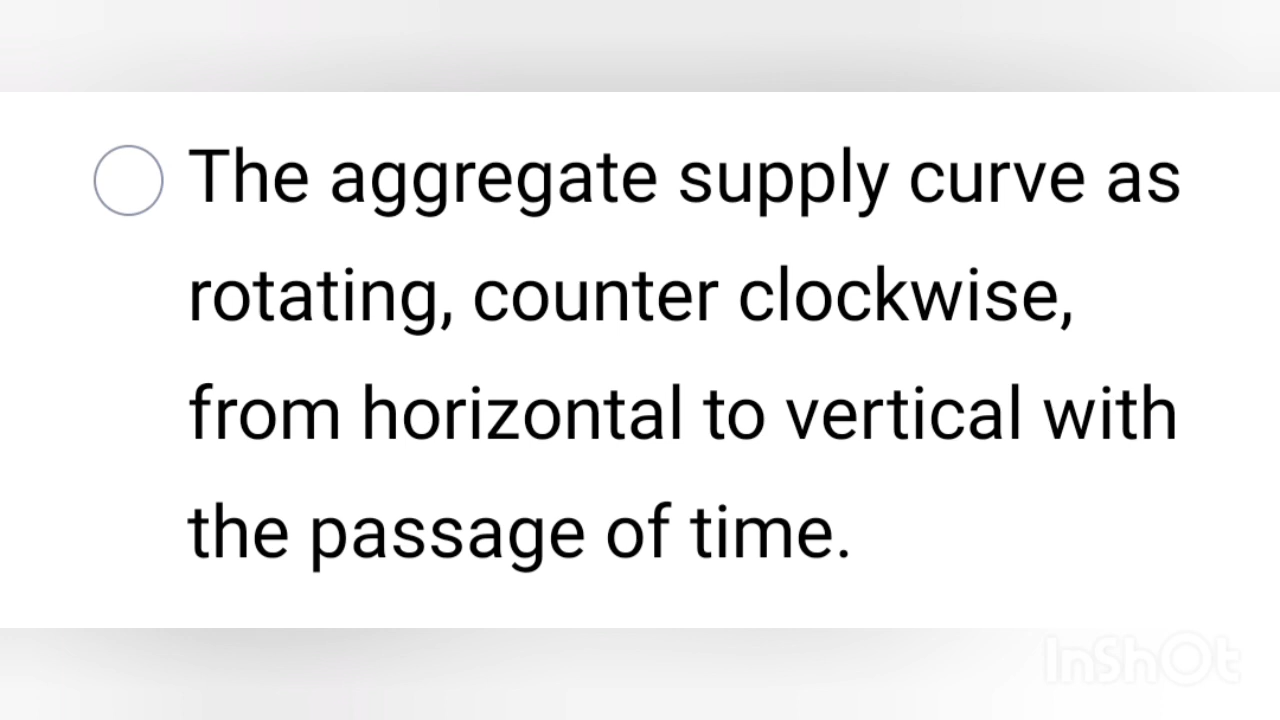 The aggregate supply curve as
rotating, counter clockwise,
from horizontal to vertical with
the passage of time.
InShOt